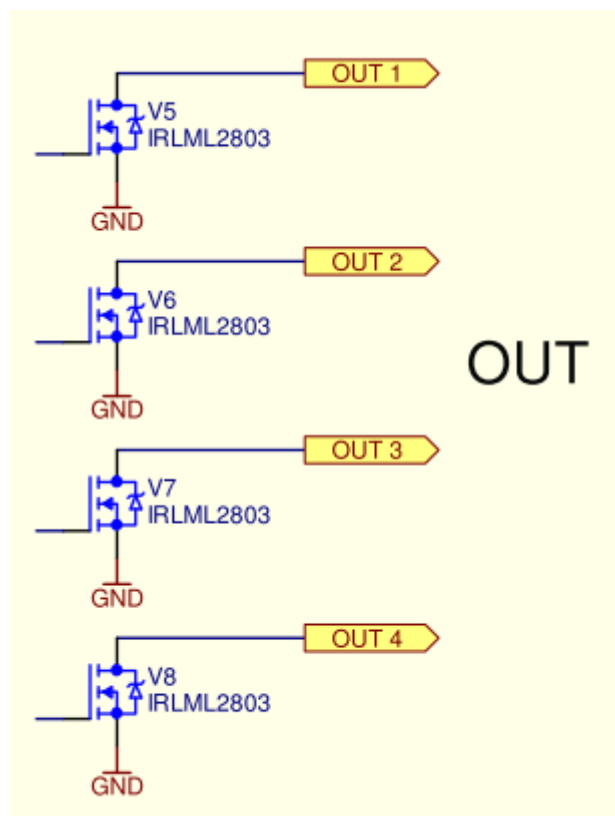 OUT 1
V5
IRLML2803
GND
OUT 2
V6
IRLML2803
GND
OUT
OUT 3
V7
IRLML2803
GND
OUT 4
V8
IRLML2803
GND